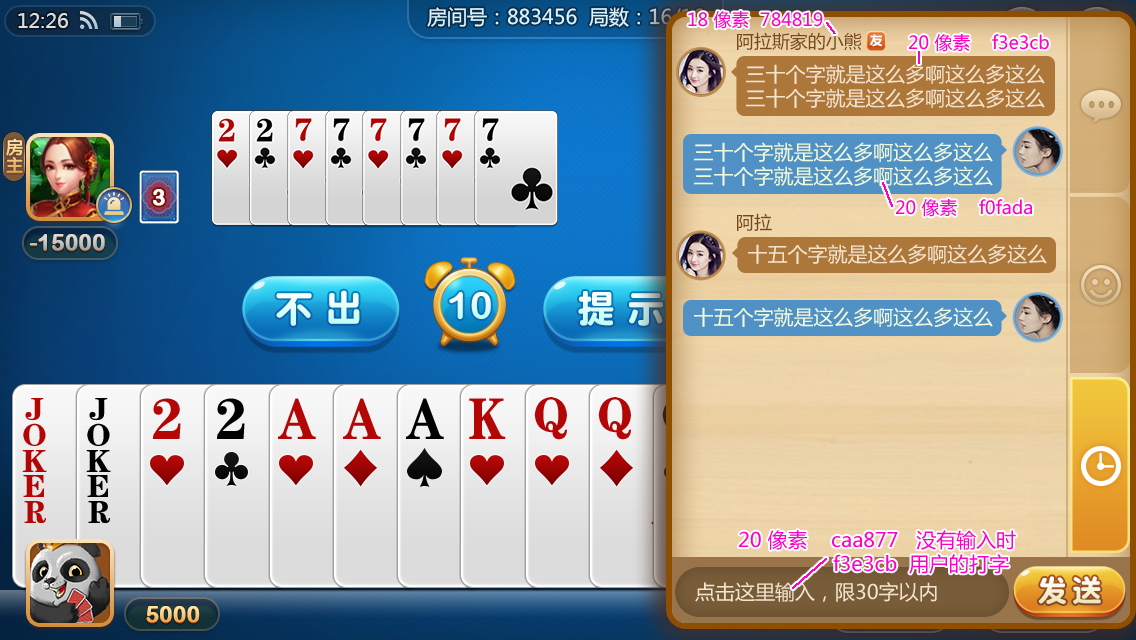 12:26
房间号：883456 局数：16
18 像素 784819
阿拉斯家的小熊 友
20 像素 f3e3cb
三十个字就是这么多啊这么多这么
三十个字就是这么多啊这么多这么
三十个字就是这么多啊这么多这么
三十个字就是这么多啊这么多这么
20 像素 f0fada
阿拉
十五个字就是这么多啊这么多这么
十五个字就是这么多啊这么多这么
房主
3
-15000
2 2 7 7 7 7 7 7
不出
10
提示
JOKER JOKER 2 2 A A A K Q Q
5000
20 像素 caa877 没有输入时
f3e3cb 用户的打字
点击这里输入，限30字以内
发送